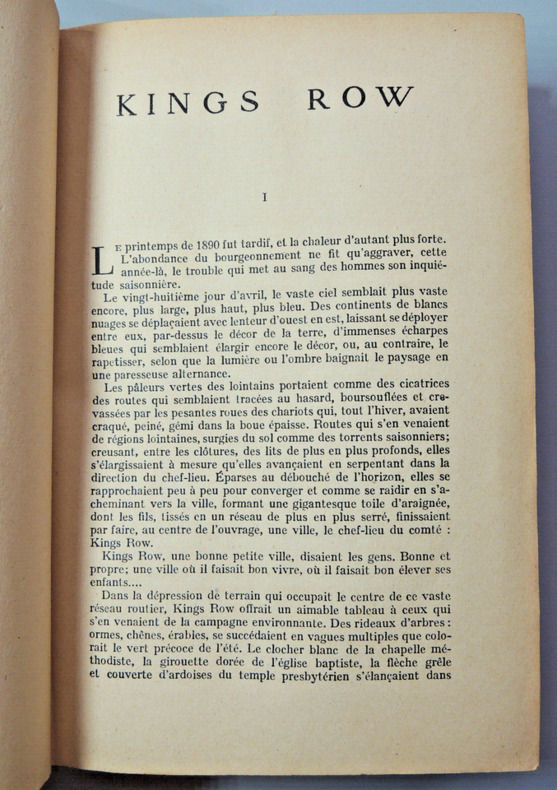 KINGS ROW
I
LE printemps de 1890 fut tardif, et la chaleur d'autant plus forte.
L'abondance du bourgeonnement ne fit qu'aggraver, cette
année-là, le trouble qui met au sang des hommes son inquié-
tude saisonnière.
Le vingt-huitième jour d'avril, le vaste ciel semblait plus vaste
encore, plus large, plus haut, plus bleu. Des continents de blancs
nuages se déplaçaient avec lenteur d'ouest en est, laissant se déployer
entre eux, par-dessus le décor de la terre, d'immenses écharpes
bleues qui semblaient élargir encore le décor, ou, au contraire, le
rapetisser, selon que la lumière ou l'ombre baignait le paysage en
une paresseuse alternance.
Les pâleurs vertes des lointains portaient comme des cicatrices
des routes qui semblaient tracées au hasard, boursouflées et cre-
vassées par les pesantes roues des chariots qui, tout l'hiver, avaient
craqué, peiné, gémi dans la boue épaisse. Routes qui s'en venaient
de régions lointaines, surgies du sol comme des torrents saisonniers;
creusant, entre les clôtures, des lits de plus en plus profonds, elles
s'élargissaient à mesure qu'elles avançaient en serpentant dans la
direction du chef-lieu. Éparses au débouché de l'horizon, elles se
rapprochaient peu à peu pour converger et comme se raidir en s'a-
cheminant vers la ville, formant une gigantesque toile d'araignée,
dont les fils, tissés en un réseau de plus en plus serré, finissaient
par faire, au centre de l'ouvrage, une ville, le chef-lieu du comté :
Kings Row.
Kings Row, une bonne petite ville, disaient les gens. Bonne et
propre; une ville où il faisait bon vivre, où il faisait bon élever ses
enfants....
Dans la dépression de terrain qui occupait le centre de ce vaste
réseau routier, Kings Row offrait un aimable tableau à ceux qui
s'en venaient de la campagne environnante. Des rideaux d'arbres :
ormes, chênes, érables, se succédaient en vagues multiples que colo-
rait le vert précoce de l'été. Le clocher blanc de la chapelle mé-
thodiste, la girouette dorée de l'église baptiste, la flèche grêle
et couverte d'ardoises du temple presbytérien s'élançaient dans